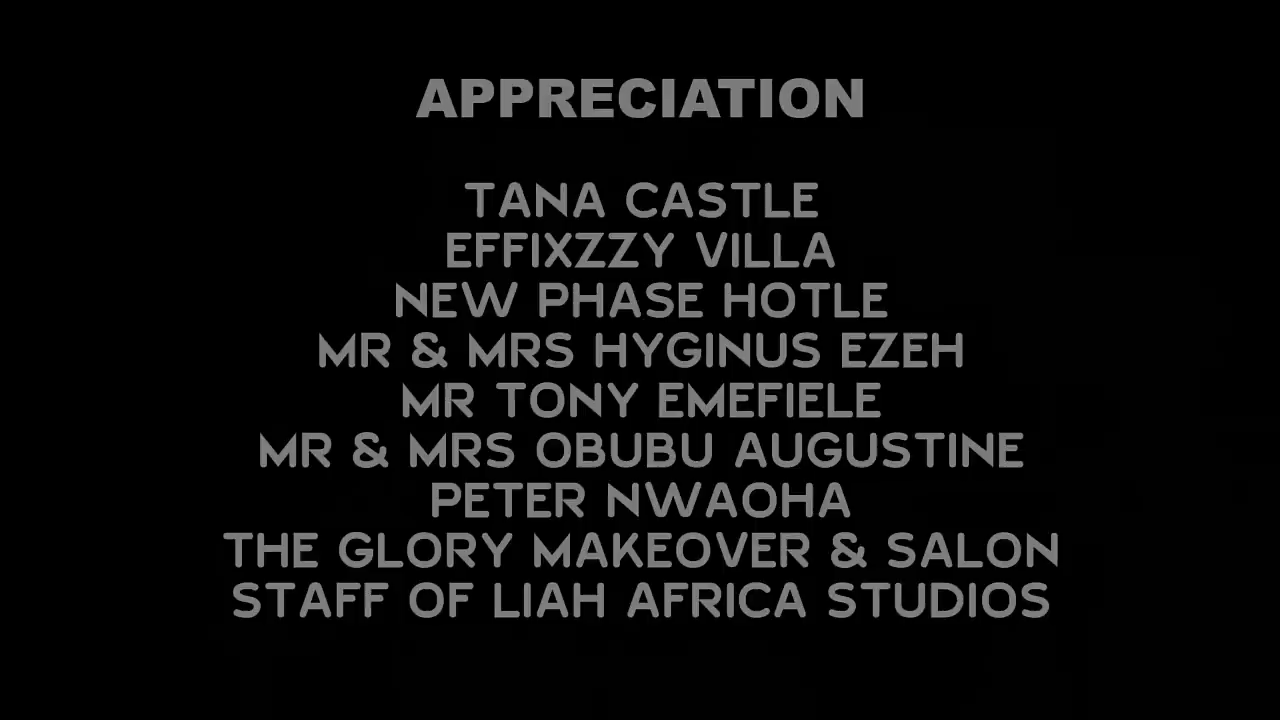 APPRECIATION
TANA CASTLE
EFFIXZZY VILLA
NEW PHASE HOTLE
MR & MRS HYGINUS EZEH
MR TONY EMEFIELE
MR & MRS OBUBU AUGUSTINE
PETER NWAOHA
THE GLORY MAKEOVER & SALON
STAFF OF LIAH AFRICA STUDIOS